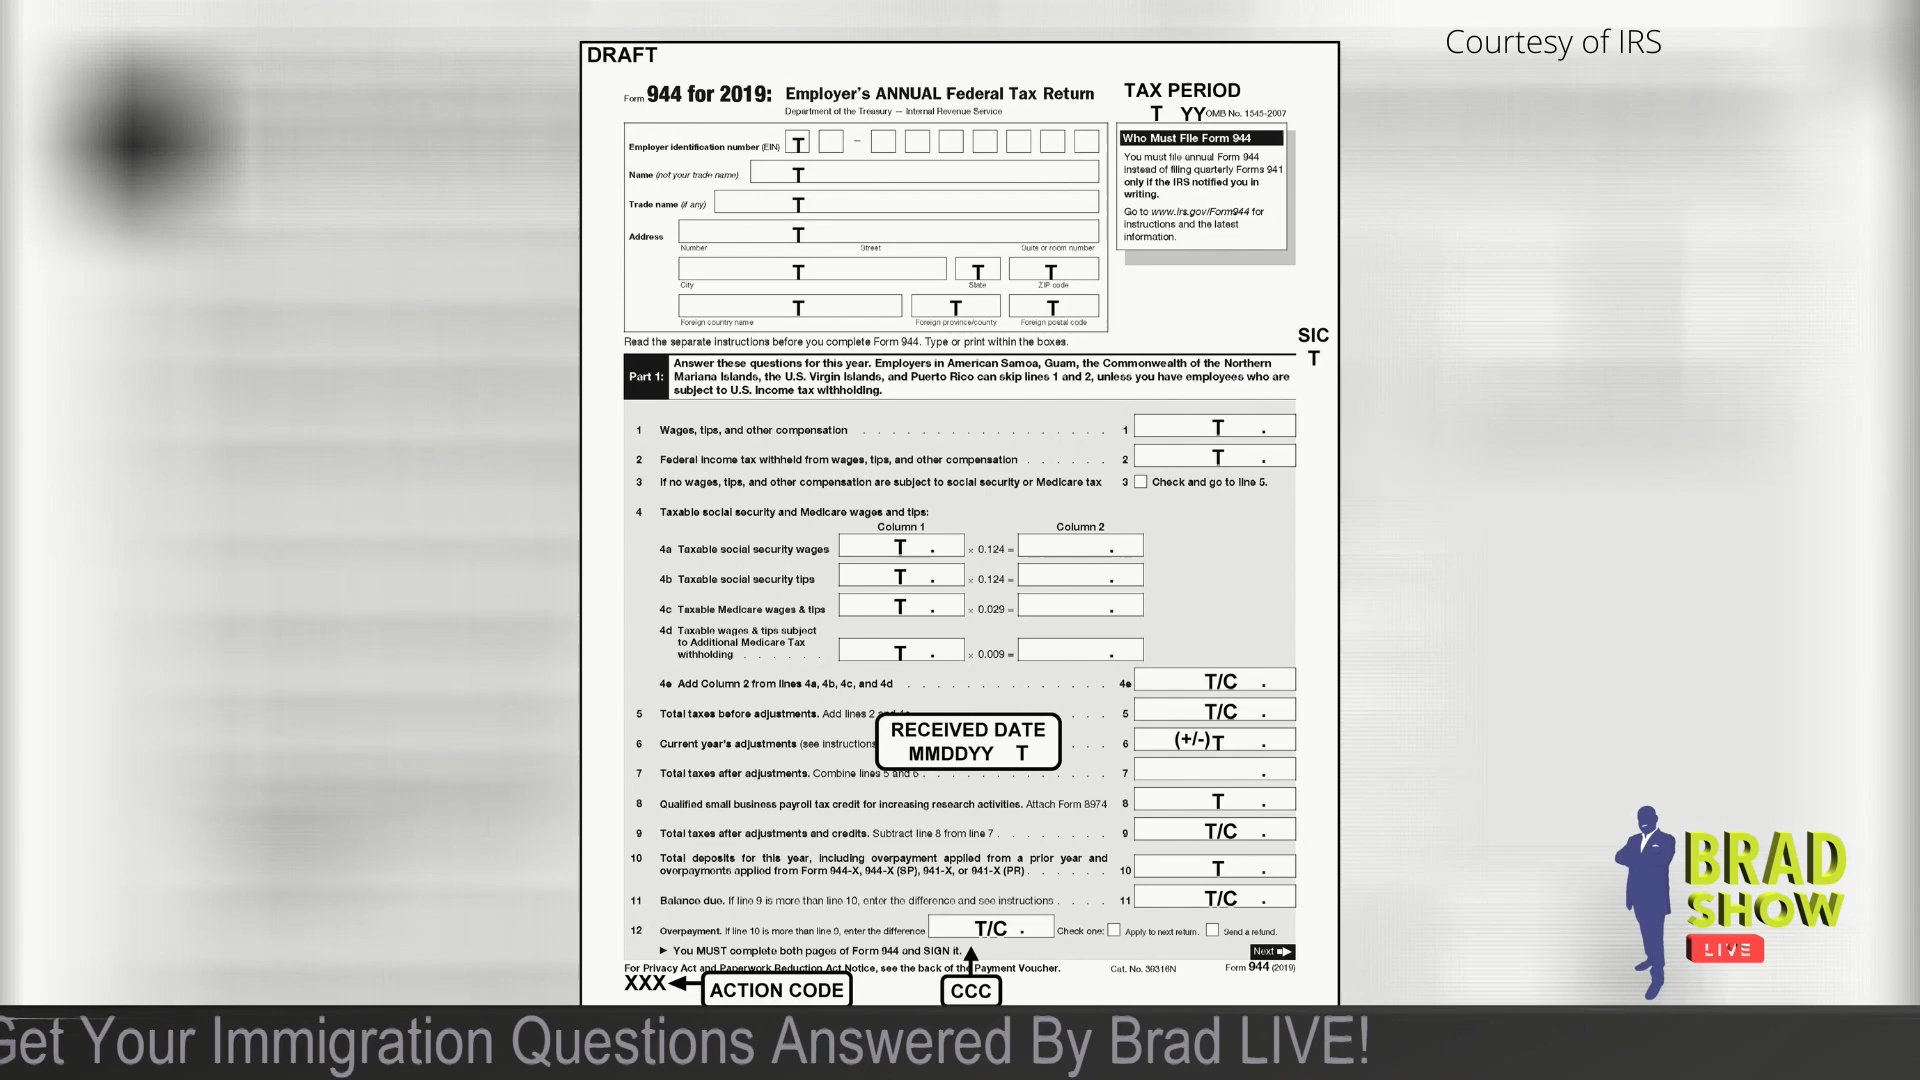 Courtesy of IRS
DRAFT
Form 944 for 2019: Employer's ANNUAL Federal Tax Return
Department of the Treasury — Internal Revenue Service
TAX PERIOD
T YY OMB No. 1545-2007
Employer identification number (EIN) T –
Name (not your trade name) T
Trade name (if any) T
Address T
Number Street Suite or room number
T T T
City State ZIP code
T T T
Foreign country name Foreign province/county Foreign postal code
Who Must File Form 944
You must file annual Form 944
instead of filing quarterly Forms 941
only if the IRS notified you in
writing.
Go to www.irs.gov/Form944 for
instructions and the latest
information.
SIC
T
Read the separate instructions before you complete Form 944. Type or print within the boxes.
Part 1:
Answer these questions for this year. Employers in American Samoa, Guam, the Commonwealth of the Northern
Mariana Islands, the U.S. Virgin Islands, and Puerto Rico can skip lines 1 and 2, unless you have employees who are
subject to U.S. income tax withholding.
1 Wages, tips, and other compensation . . . . . . . . . . . . . . . . 1 T .
2 Federal income tax withheld from wages, tips, and other compensation . . . . . . 2 T .
3 If no wages, tips, and other compensation are subject to social security or Medicare tax 3 Check and go to line 5.
4 Taxable social security and Medicare wages and tips:
Column 1 Column 2
4a Taxable social security wages T . × 0.124 = .
4b Taxable social security tips T . × 0.124 = .
4c Taxable Medicare wages & tips T . × 0.029 = .
4d Taxable wages & tips subject
to Additional Medicare Tax
withholding . . . . . . T . × 0.009 = .
4e Add Column 2 from lines 4a, 4b, 4c, and 4d . . . . . . . . . . . . . 4e T/C .
5 Total taxes before adjustments. Add lines 2 and 4e . . . 5 T/C .
RECEIVED DATE
MMDDYY T
6 Current year's adjustments (see instructions . . . 6 (+/-)T .
7 Total taxes after adjustments. Combine lines 5 and 6 . . . . . . . . . . . . 7 .
8 Qualified small business payroll tax credit for increasing research activities. Attach Form 8974 8 T .
9 Total taxes after adjustments and credits. Subtract line 8 from line 7 . . . . . . . 9 T/C .
10 Total deposits for this year, including overpayment applied from a prior year and
overpayments applied from Form 944-X, 944-X (SP), 941-X, or 941-X (PR) . . . . . . 10 T .
11 Balance due. If line 9 is more than line 10, enter the difference and see instructions . . . . 11 T/C .
12 Overpayment. If line 10 is more than line 9, enter the difference T/C . Check one: Apply to next return. Send a refund.
► You MUST complete both pages of Form 944 and SIGN it. Next
For Privacy Act and Paperwork Reduction Act Notice, see the back of the Payment Voucher. Cat. No. 39316N Form 944 (2019)
XXX ACTION CODE CCC
BRAD
SHOW
LIVE
Get Your Immigration Questions Answered By Brad LIVE!